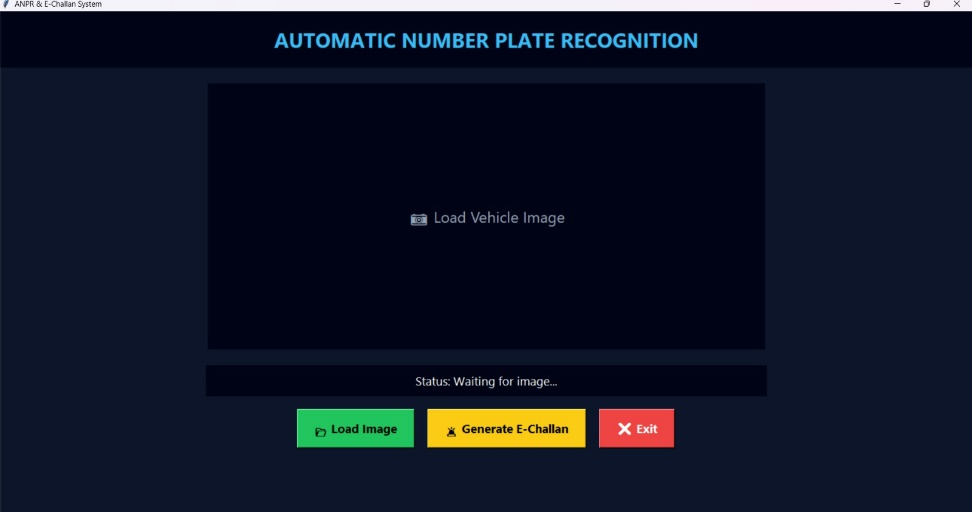 ANPR & E-Challan System
AUTOMATIC NUMBER PLATE RECOGNITION
Load Vehicle Image
Status: Waiting for image...
Load Image
Generate E-Challan
Exit